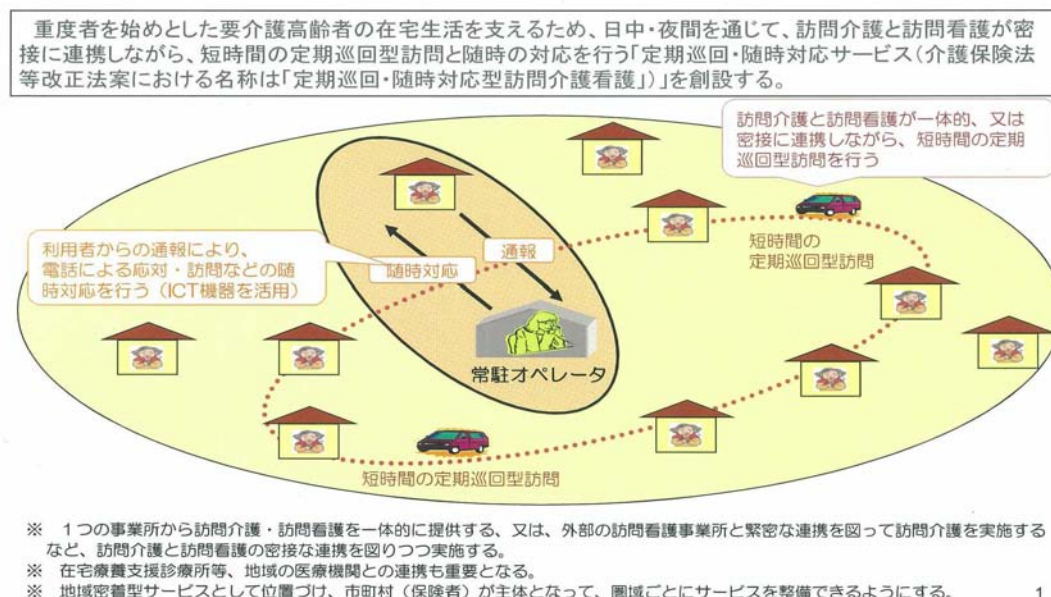 重度者を始めとした要介護高齢者の在宅生活を支えるため、日中・夜間を通じて、訪問介護と訪問看護が密
接に連携しながら、短時間の定期巡回型訪問と随時の対応を行う「定期巡回・随時対応サービス（介護保険法
等改正法案における名称は「定期巡回・随時対応型訪問介護看護」）」を創設する。
訪問介護と訪問看護が一体的、又は
密接に連携しながら、短時間の定期
巡回型訪問を行う
利用者からの通報により、
電話による応対・訪問などの随
時対応を行う（ICT機器を活用）
通報
随時対応
短時間の
定期巡回型訪問
常駐オペレータ
短時間の定期巡回型訪問
※　１つの事業所から訪問介護・訪問看護を一体的に提供する、又は、外部の訪問看護事業所と緊密な連携を図って訪問介護を実施する
など、訪問介護と訪問看護の密接な連携を図りつつ実施する。
※　在宅療養支援診療所等、地域の医療機関との連携も重要となる。
※　地域密着型サービスとして位置づけ、市町村（保険者）が主体となって、圏域ごとにサービスを整備できるようにする。
1